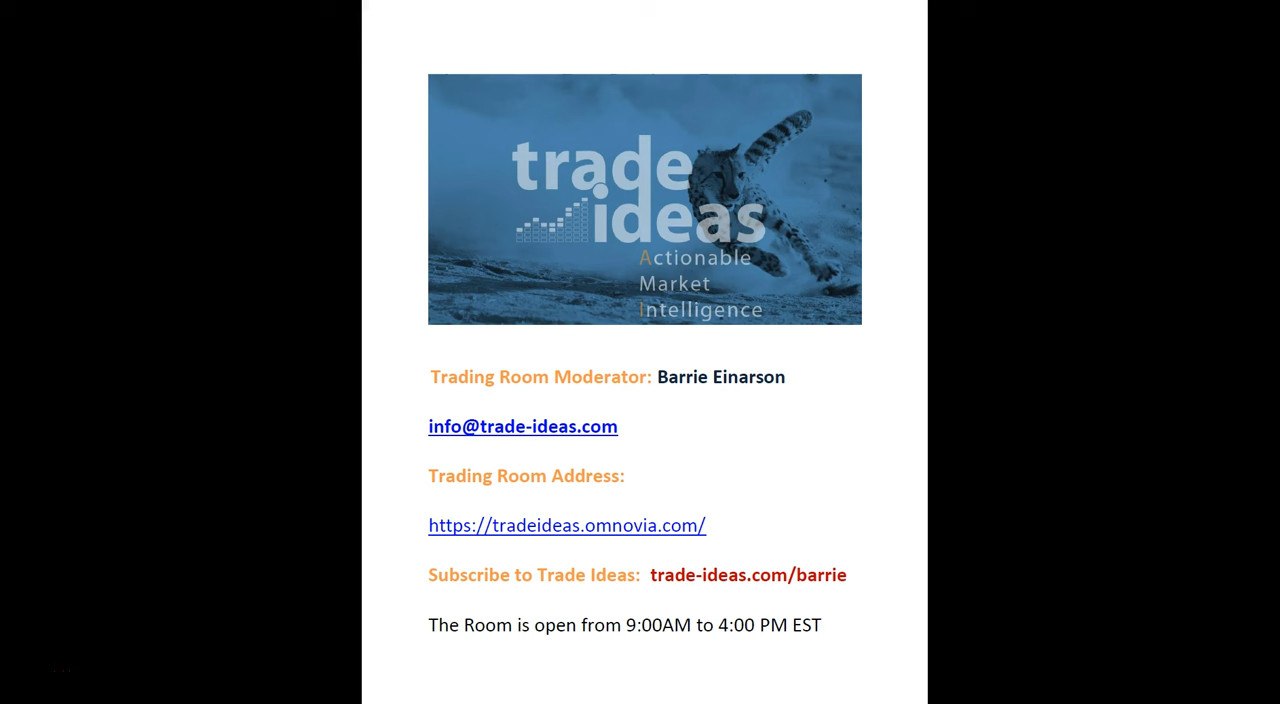 trade
ideas
Actionable
Market
Intelligence
Trading Room Moderator: Barrie Einarson
info@trade-ideas.com
Trading Room Address:
https://tradeideas.omnovia.com/
Subscribe to Trade Ideas: trade-ideas.com/barrie
The Room is open from 9:00AM to 4:00 PM EST